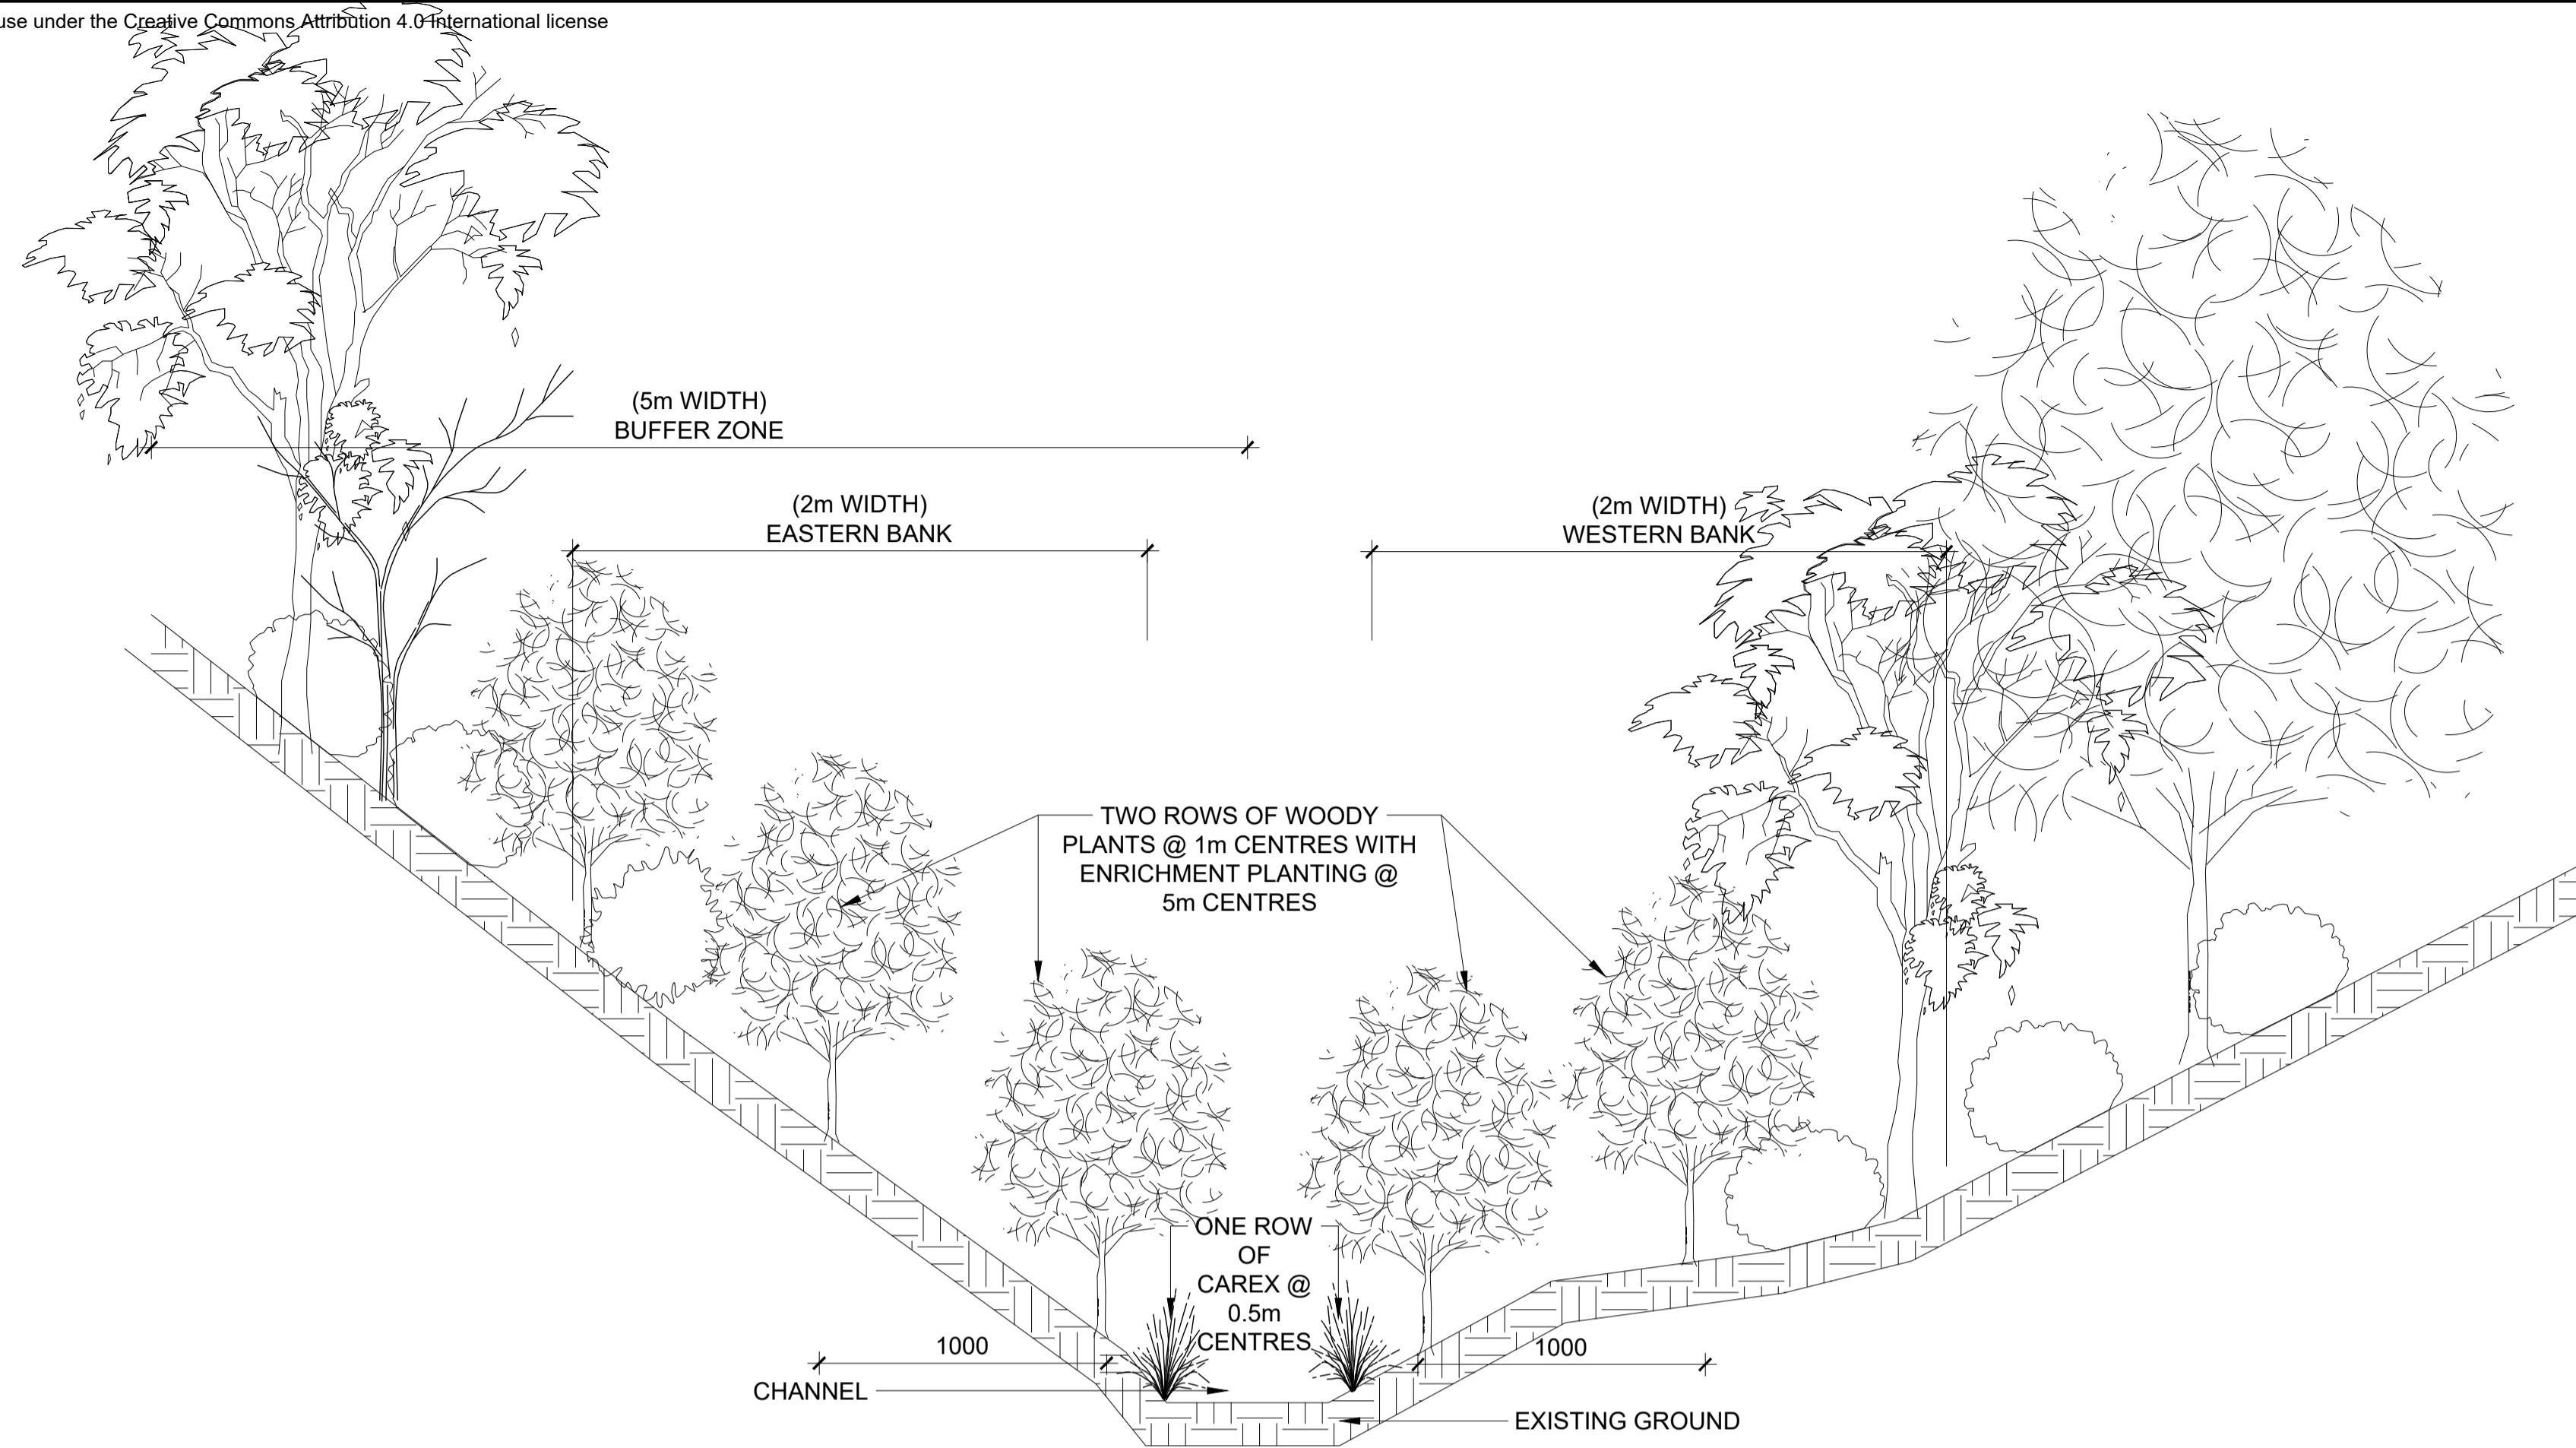 use under the Creative Commons Attribution 4.0 International license
(5m WIDTH)
BUFFER ZONE
(2m WIDTH)
EASTERN BANK
(2m WIDTH)
WESTERN BANK
TWO ROWS OF WOODY
PLANTS @ 1m CENTRES WITH
ENRICHMENT PLANTING @
5m CENTRES
ONE ROW
OF
CAREX @
0.5m
CENTRES
1000
1000
CHANNEL
EXISTING GROUND